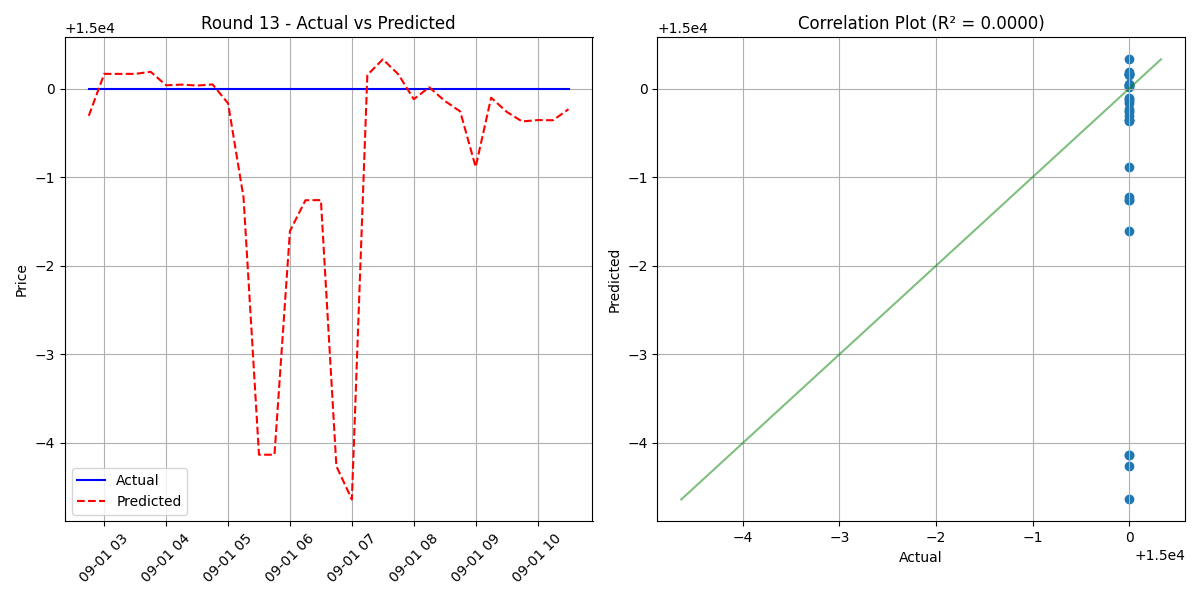 Round 13 - Actual vs Predicted
+1.5e4
0
−1
−2
−3
−4
Price
Actual
Predicted
09-01 03
09-01 04
09-01 05
09-01 06
09-01 07
09-01 08
09-01 09
09-01 10
Correlation Plot (R² = 0.0000)
+1.5e4
0
−1
−2
−3
−4
Predicted
−4
−3
−2
−1
0
+1.5e4
Actual